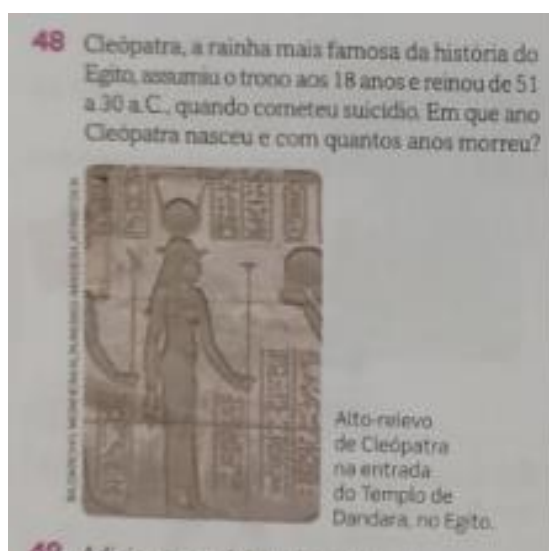 48 Cleópatra, a rainha mais famosa da história do
Egito, assumiu o trono aos 18 anos e reinou de 51
a 30 a.C., quando cometeu suicídio. Em que ano
Cleópatra nasceu e com quantos anos morreu?
Alto-relevo
de Cleópatra
na entrada
do Templo de
Dandara, no Egito.